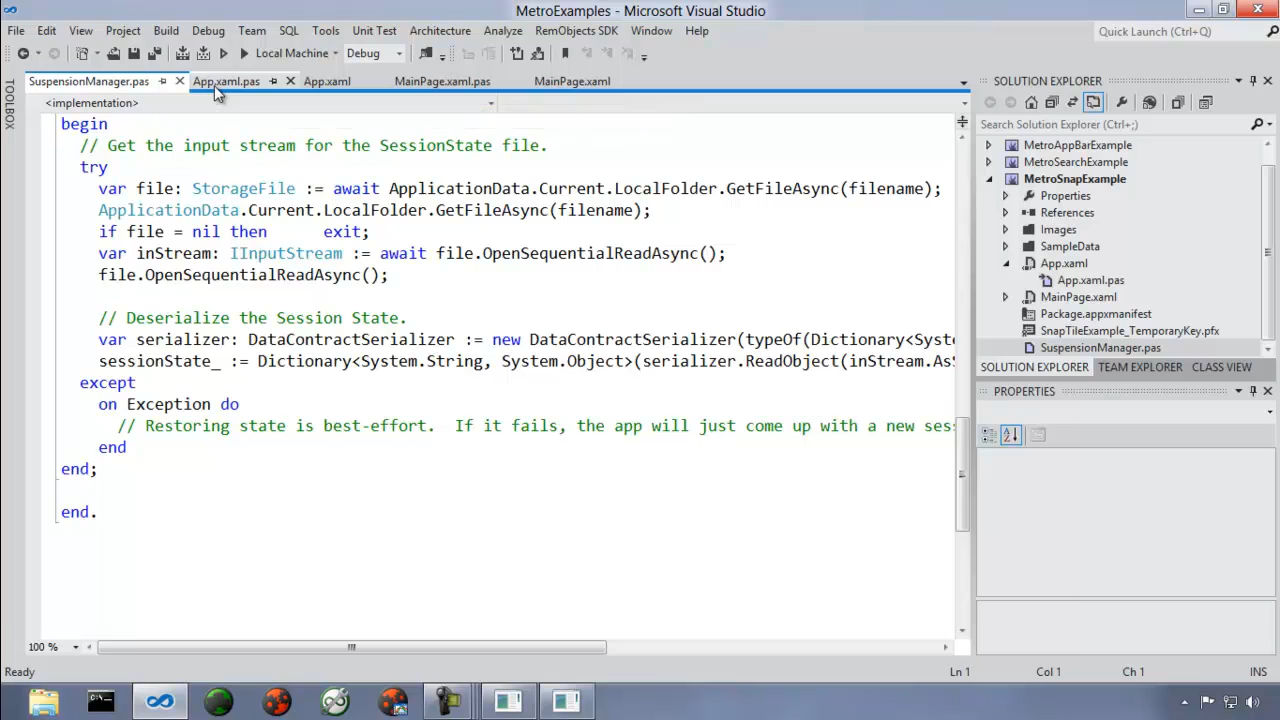 MetroExamples - Microsoft Visual Studio
File Edit View Project Build Debug Team SQL Tools Unit Test Architecture Analyze RemObjects SDK Window Help
Quick Launch (Ctrl+Q)
Local Machine Debug
SuspensionManager.pas App.xaml.pas App.xaml MainPage.xaml.pas MainPage.xaml
TOOLBOX
<implementation>
begin
// Get the input stream for the SessionState file.
try
var file: StorageFile := await ApplicationData.Current.LocalFolder.GetFileAsync(filename);
ApplicationData.Current.LocalFolder.GetFileAsync(filename);
if file = nil then exit;
var inStream: IInputStream := await file.OpenSequentialReadAsync();
file.OpenSequentialReadAsync();
// Deserialize the Session State.
var serializer: DataContractSerializer := new DataContractSerializer(typeOf(Dictionary<Syste
sessionState_ := Dictionary<System.String, System.Object>(serializer.ReadObject(inStream.AsS
except
on Exception do
// Restoring state is best-effort.  If it fails, the app will just come up with a new ses
end
end;
end.
100 %
SOLUTION EXPLORER
Search Solution Explorer (Ctrl+;)
MetroAppBarExample
MetroSearchExample
MetroSnapExample
Properties
References
Images
SampleData
App.xaml
App.xaml.pas
MainPage.xaml
Package.appxmanifest
SnapTileExample_TemporaryKey.pfx
SuspensionManager.pas
SOLUTION EXPLORER TEAM EXPLORER CLASS VIEW
PROPERTIES
Ready Ln 1 Col 1 Ch 1 INS